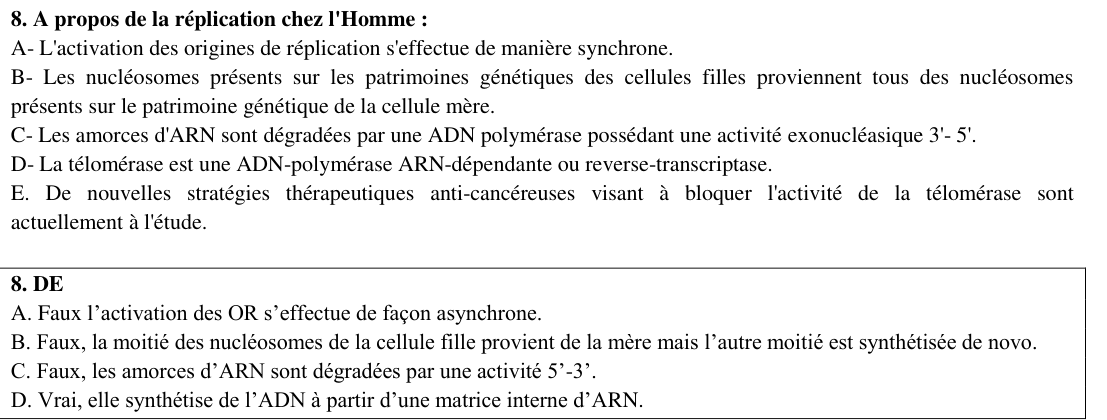 8. A propos de la réplication chez l'Homme :
A- L'activation des origines de réplication s'effectue de manière synchrone.
B- Les nucléosomes présents sur les patrimoines génétiques des cellules filles proviennent tous des nucléosomes
présents sur le patrimoine génétique de la cellule mère.
C- Les amorces d'ARN sont dégradées par une ADN polymérase possédant une activité exonucléasique 3'- 5'.
D- La télomérase est une ADN-polymérase ARN-dépendante ou reverse-transcriptase.
E. De nouvelles stratégies thérapeutiques anti-cancéreuses visant à bloquer l'activité de la télomérase sont
actuellement à l'étude.
8. DE
A. Faux l’activation des OR s’effectue de façon asynchrone.
B. Faux, la moitié des nucléosomes de la cellule fille provient de la mère mais l’autre moitié est synthétisée de novo.
C. Faux, les amorces d’ARN sont dégradées par une activité 5’-3’.
D. Vrai, elle synthétise de l’ADN à partir d’une matrice interne d’ARN.